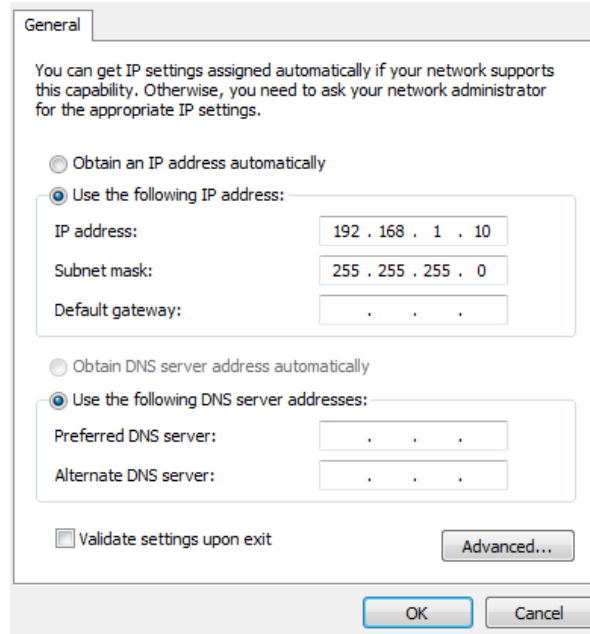 General
You can get IP settings assigned automatically if your network supports
this capability. Otherwise, you need to ask your network administrator
for the appropriate IP settings.
Obtain an IP address automatically
Use the following IP address:
IP address: 192 . 168 . 1 . 10
Subnet mask: 255 . 255 . 255 . 0
Default gateway: . . .
Obtain DNS server address automatically
Use the following DNS server addresses:
Preferred DNS server: . . .
Alternate DNS server: . . .
Validate settings upon exit
Advanced...
OK Cancel